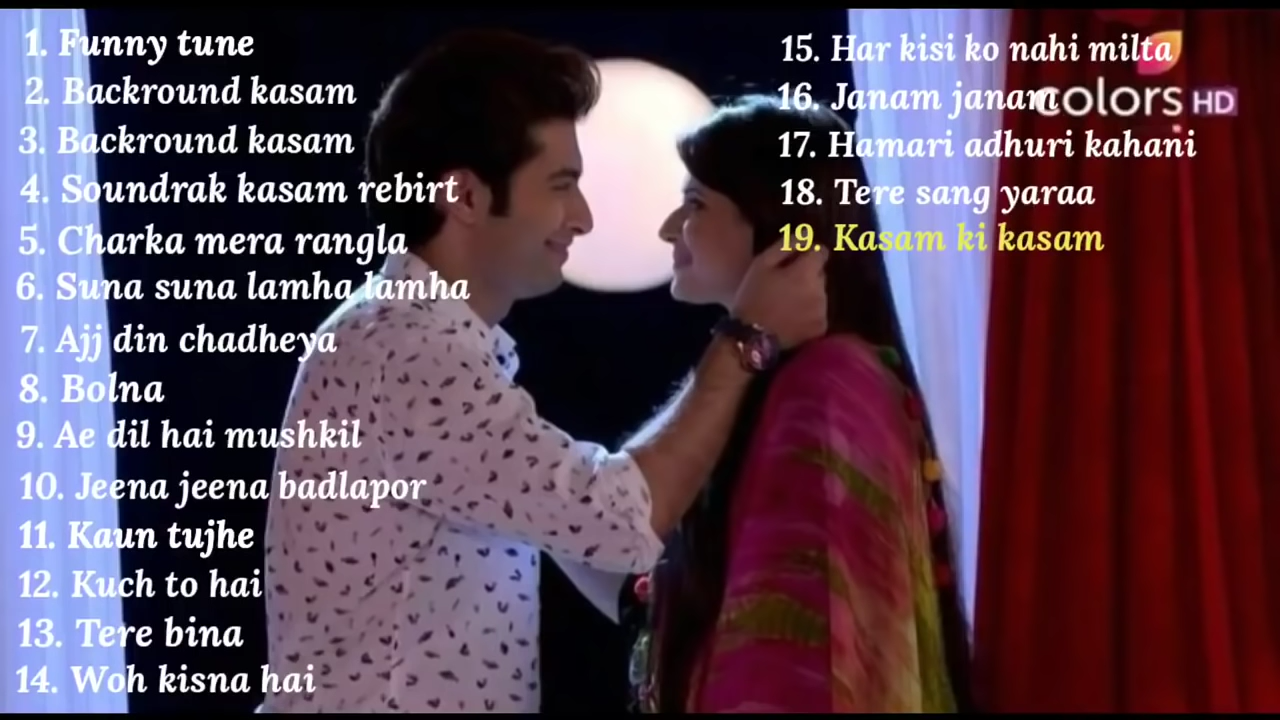 1. Funny tune
2. Backround kasam
3. Backround kasam
4. Soundrak kasam rebirt
5. Charka mera rangla
6. Suna suna lamha lamha
7. Ajj din chadheya
8. Bolna
9. Ae dil hai mushkil
10. Jeena jeena badlapor
11. Kaun tujhe
12. Kuch to hai
13. Tere bina
14. Woh kisna hai
15. Har kisi ko nahi milta
16. Janam janam
colors HD
17. Hamari adhuri kahani
18. Tere sang yaraa
19. Kasam ki kasam